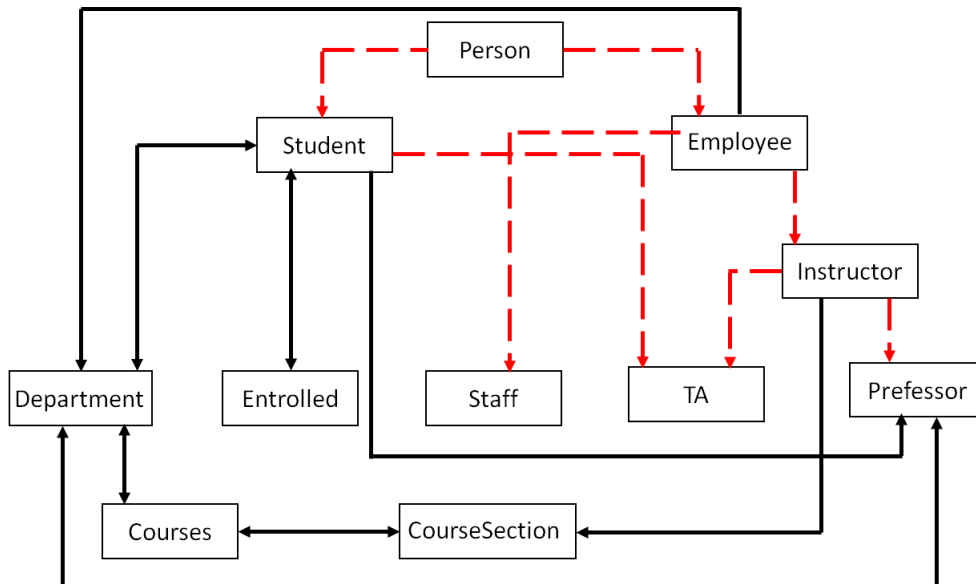 Person
Student
Employee
Instructor
Department
Entrolled
Staff
TA
Prefessor
Courses
CourseSection